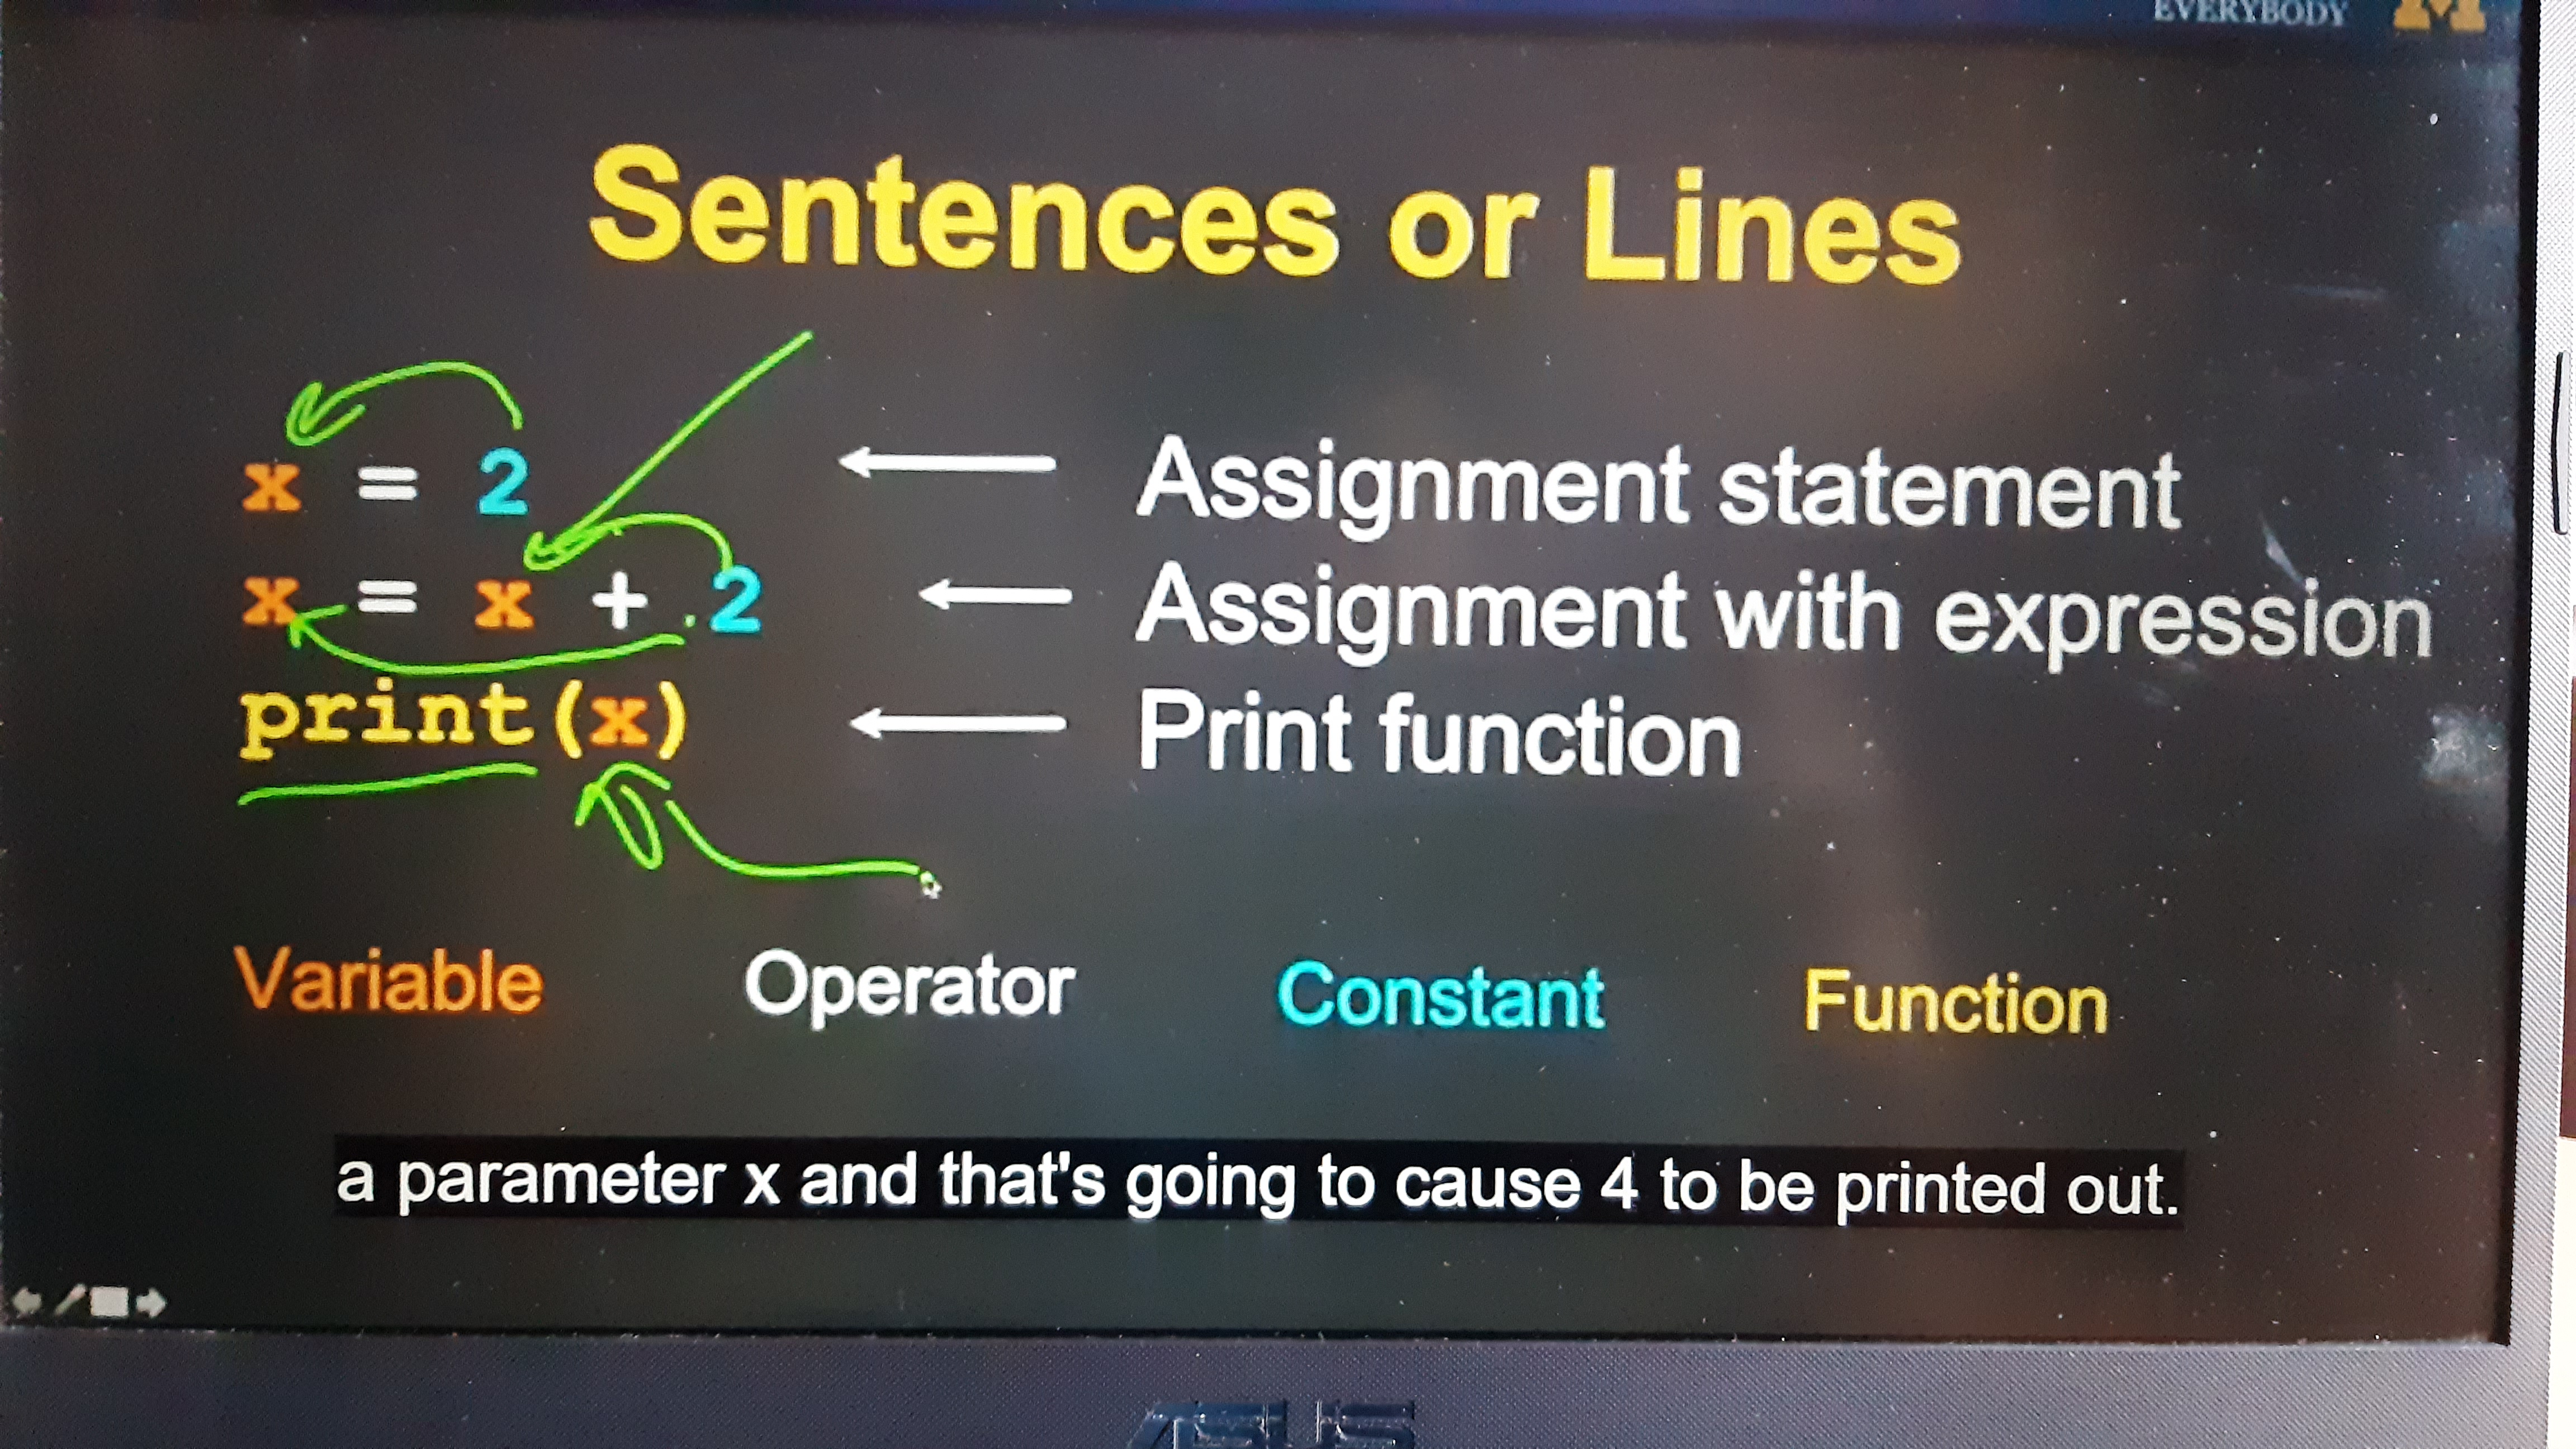 EVERYBODY
M
Sentences or Lines
x = 2 Assignment statement
x = x + 2 Assignment with expression
print(x) Print function
Variable Operator Constant Function
a parameter x and that's going to cause 4 to be printed out.
ASUS